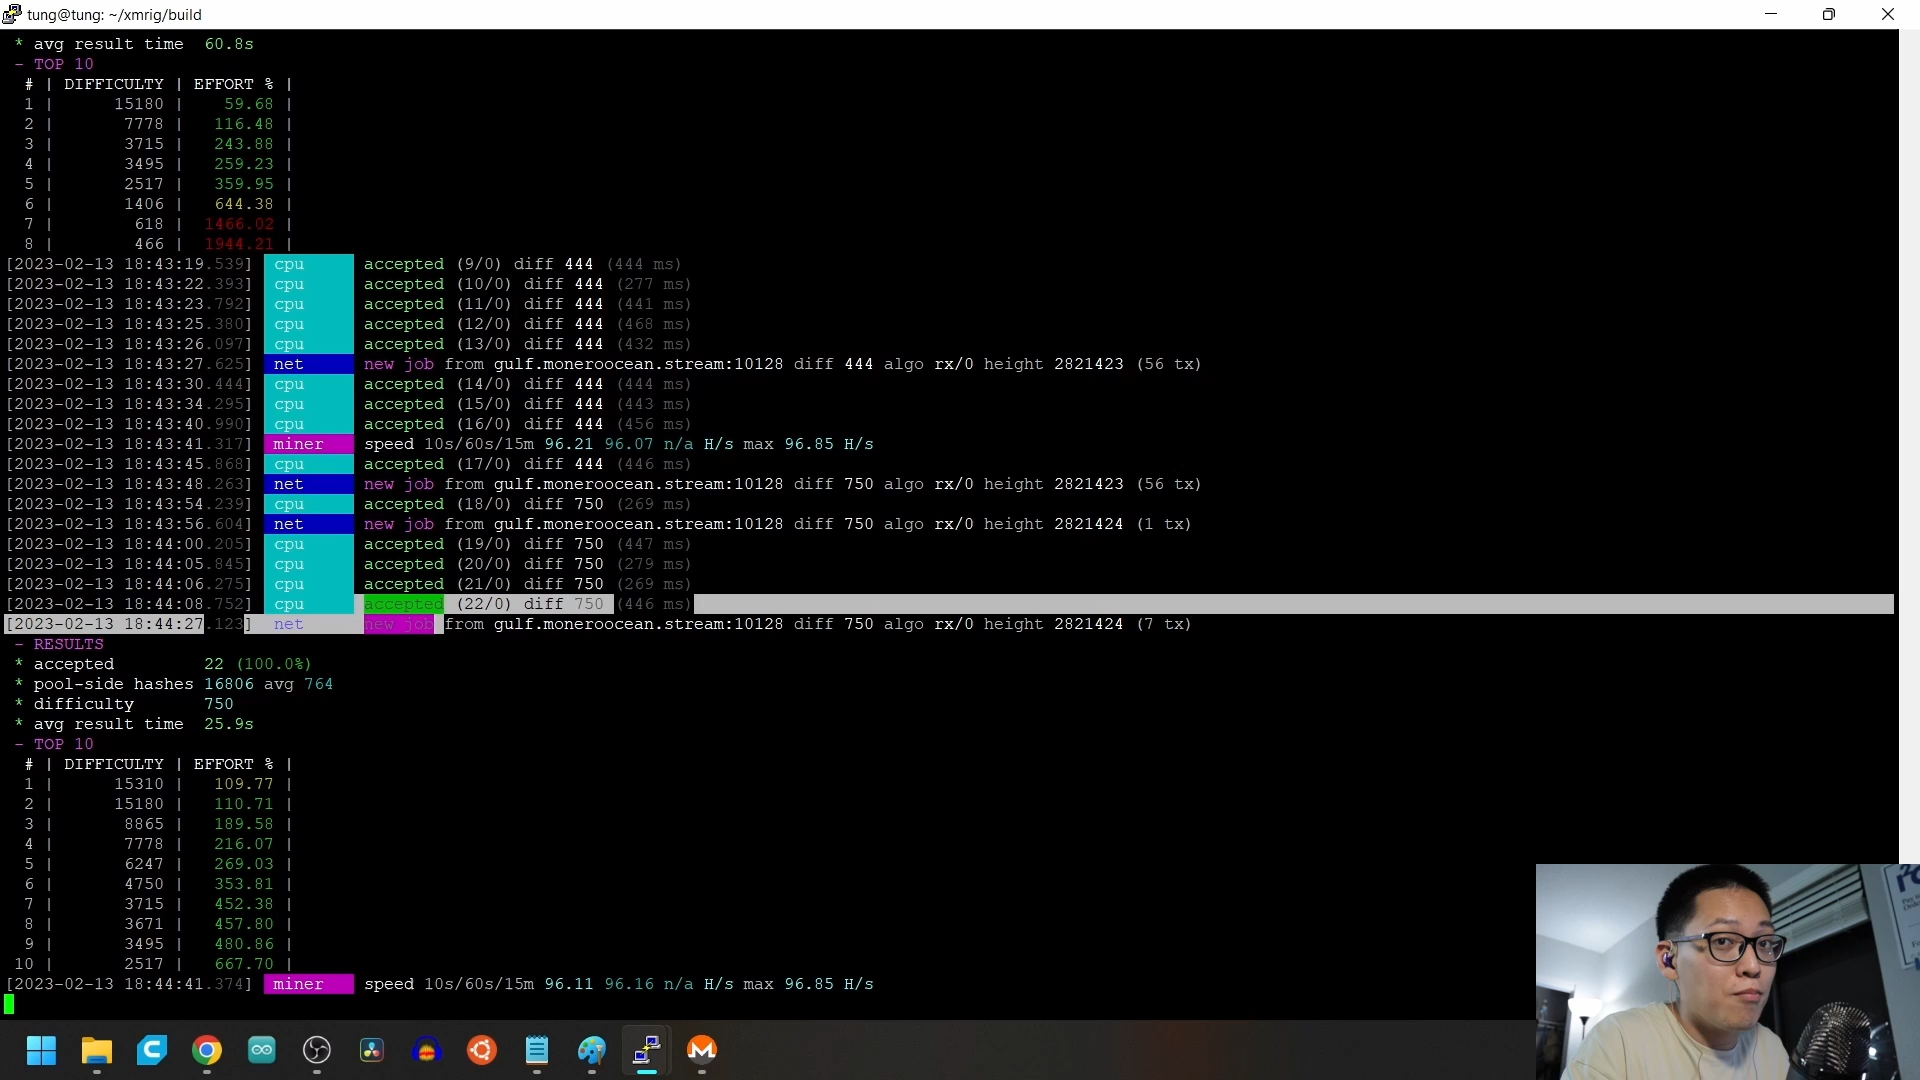 tung@tung: ~/xmrig/build
* avg result time 60.8s
- TOP 10
# | DIFFICULTY | EFFORT % |
1 | 15180 | 59.68 |
2 | 7778 | 116.48 |
3 | 3715 | 243.88 |
4 | 3495 | 259.23 |
5 | 2517 | 359.95 |
6 | 1406 | 644.38 |
7 | 618 | 1466.02 |
8 | 466 | 1944.21 |
[2023-02-13 18:43:19.539] cpu accepted (9/0) diff 444 (444 ms)
[2023-02-13 18:43:22.393] cpu accepted (10/0) diff 444 (277 ms)
[2023-02-13 18:43:23.792] cpu accepted (11/0) diff 444 (441 ms)
[2023-02-13 18:43:25.380] cpu accepted (12/0) diff 444 (468 ms)
[2023-02-13 18:43:26.097] cpu accepted (13/0) diff 444 (432 ms)
[2023-02-13 18:43:27.625] net new job from gulf.moneroocean.stream:10128 diff 444 algo rx/0 height 2821423 (56 tx)
[2023-02-13 18:43:30.444] cpu accepted (14/0) diff 444 (444 ms)
[2023-02-13 18:43:34.295] cpu accepted (15/0) diff 444 (443 ms)
[2023-02-13 18:43:40.990] cpu accepted (16/0) diff 444 (456 ms)
[2023-02-13 18:43:41.317] miner speed 10s/60s/15m 96.21 96.07 n/a H/s max 96.85 H/s
[2023-02-13 18:43:45.868] cpu accepted (17/0) diff 444 (446 ms)
[2023-02-13 18:43:48.263] net new job from gulf.moneroocean.stream:10128 diff 750 algo rx/0 height 2821423 (56 tx)
[2023-02-13 18:43:54.239] cpu accepted (18/0) diff 750 (269 ms)
[2023-02-13 18:43:56.604] net new job from gulf.moneroocean.stream:10128 diff 750 algo rx/0 height 2821424 (1 tx)
[2023-02-13 18:44:00.205] cpu accepted (19/0) diff 750 (447 ms)
[2023-02-13 18:44:05.845] cpu accepted (20/0) diff 750 (279 ms)
[2023-02-13 18:44:06.275] cpu accepted (21/0) diff 750 (269 ms)
[2023-02-13 18:44:08.752] cpu accepted (22/0) diff 750 (446 ms)
[2023-02-13 18:44:27.123] net new job from gulf.moneroocean.stream:10128 diff 750 algo rx/0 height 2821424 (7 tx)
- RESULTS
* accepted 22 (100.0%)
* pool-side hashes 16806 avg 764
* difficulty 750
* avg result time 25.9s
- TOP 10
# | DIFFICULTY | EFFORT % |
1 | 15310 | 109.77 |
2 | 15180 | 110.71 |
3 | 8865 | 189.58 |
4 | 7778 | 216.07 |
5 | 6247 | 269.03 |
6 | 4750 | 353.81 |
7 | 3715 | 452.38 |
8 | 3671 | 457.80 |
9 | 3495 | 480.86 |
10 | 2517 | 667.70 |
[2023-02-13 18:44:41.374] miner speed 10s/60s/15m 96.11 96.16 n/a H/s max 96.85 H/s